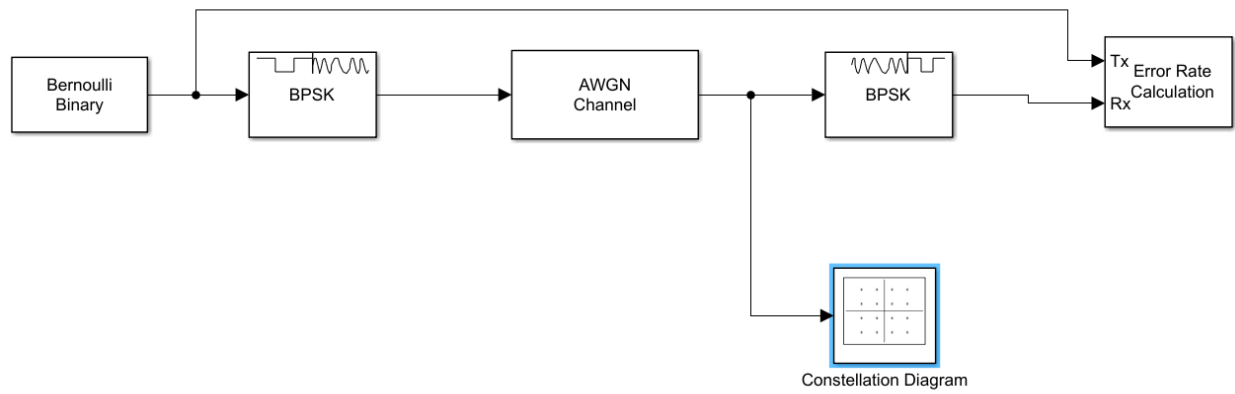 Bernoulli
Binary
BPSK
AWGN
Channel
BPSK
Tx
Rx
Error Rate
Calculation
Constellation Diagram